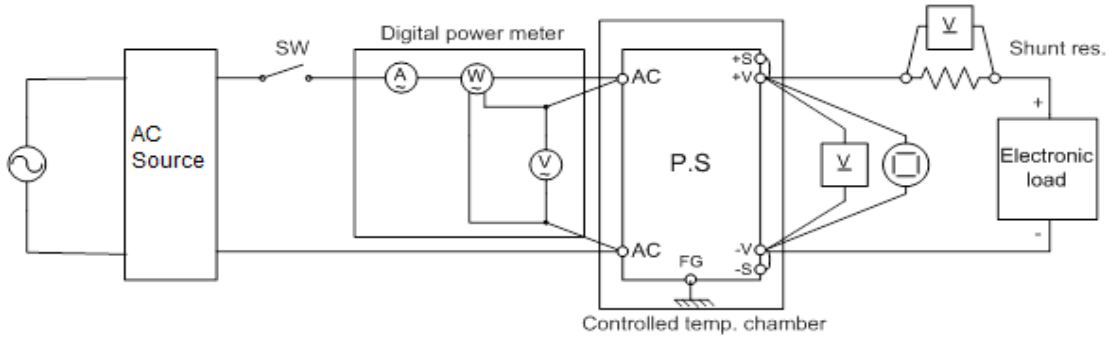 Digital power meter
SW
Shunt res.
V
+S
+V
A
W
AC
+
AC
Source
V
P.S
V
Electronic
load
-V
-S
-
AC
FG
Controlled temp. chamber